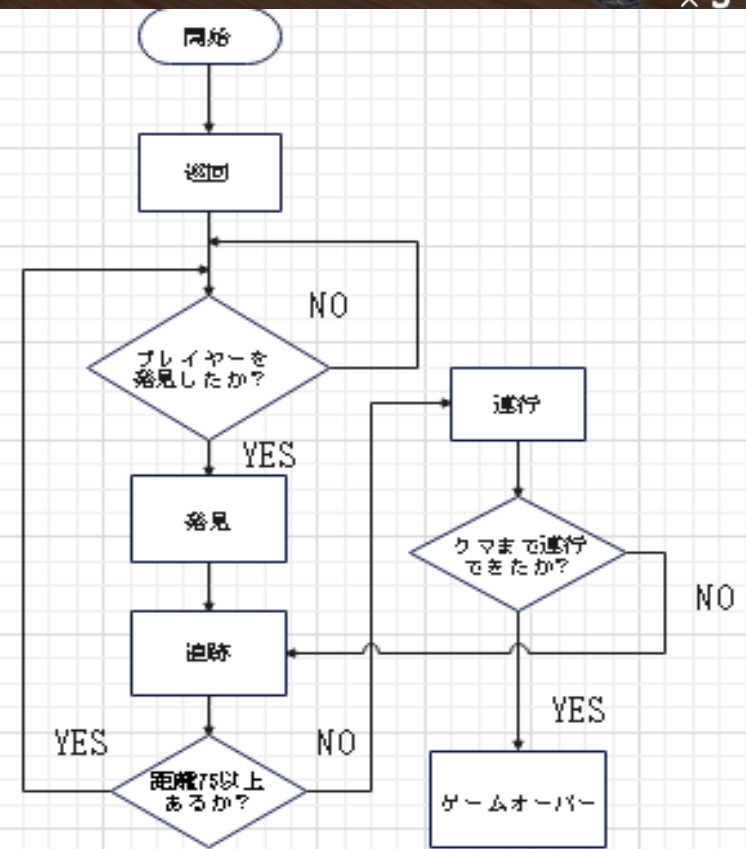 開始
巡回
NO
プレイヤーを
発見したか?
YES
発見
追跡
YES
NO
距離75以上
あるか?
連行
クマまで連行
できたか?
NO
YES
ゲームオーバー